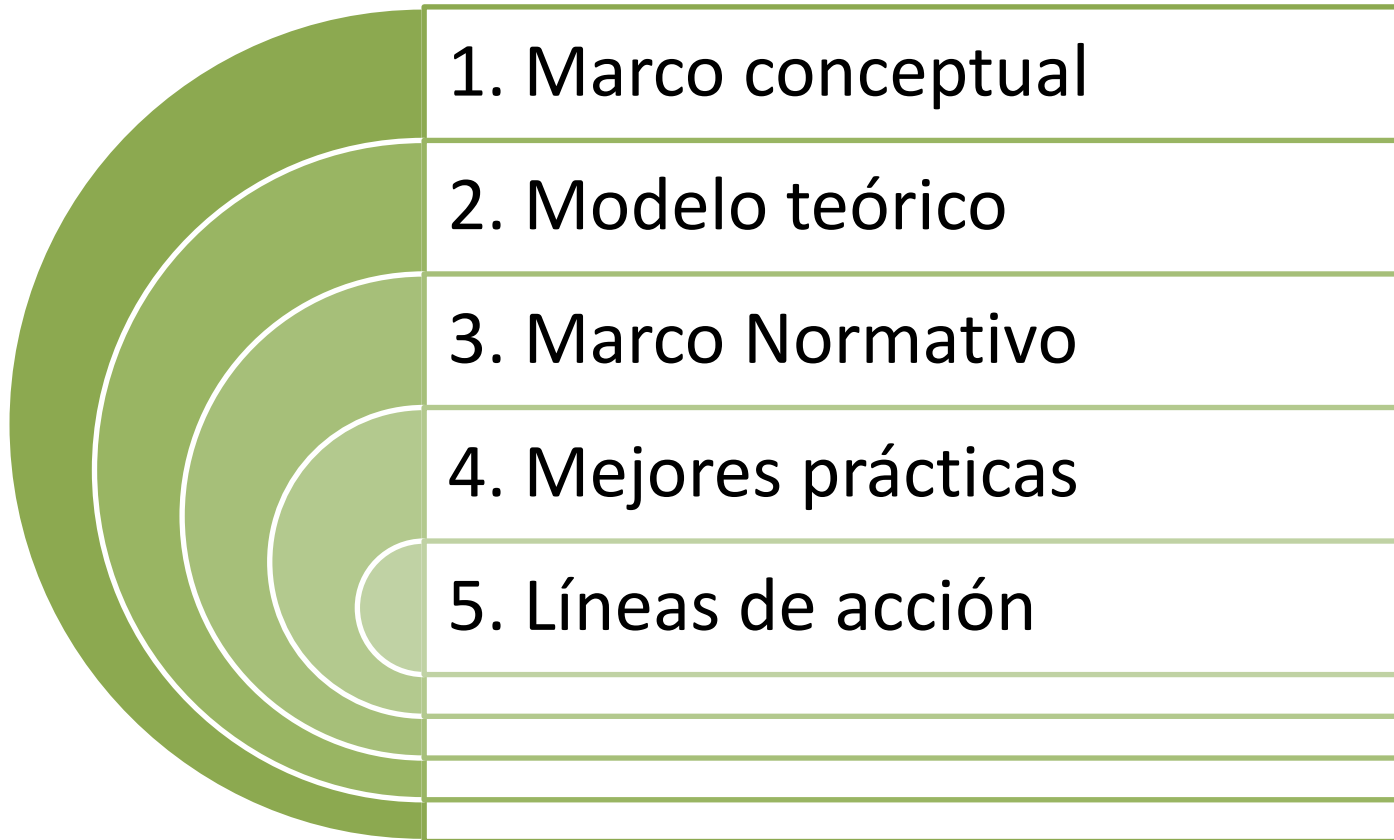 1. Marco conceptual
2. Modelo teórico
3. Marco Normativo
4. Mejores prácticas
5. Líneas de acción